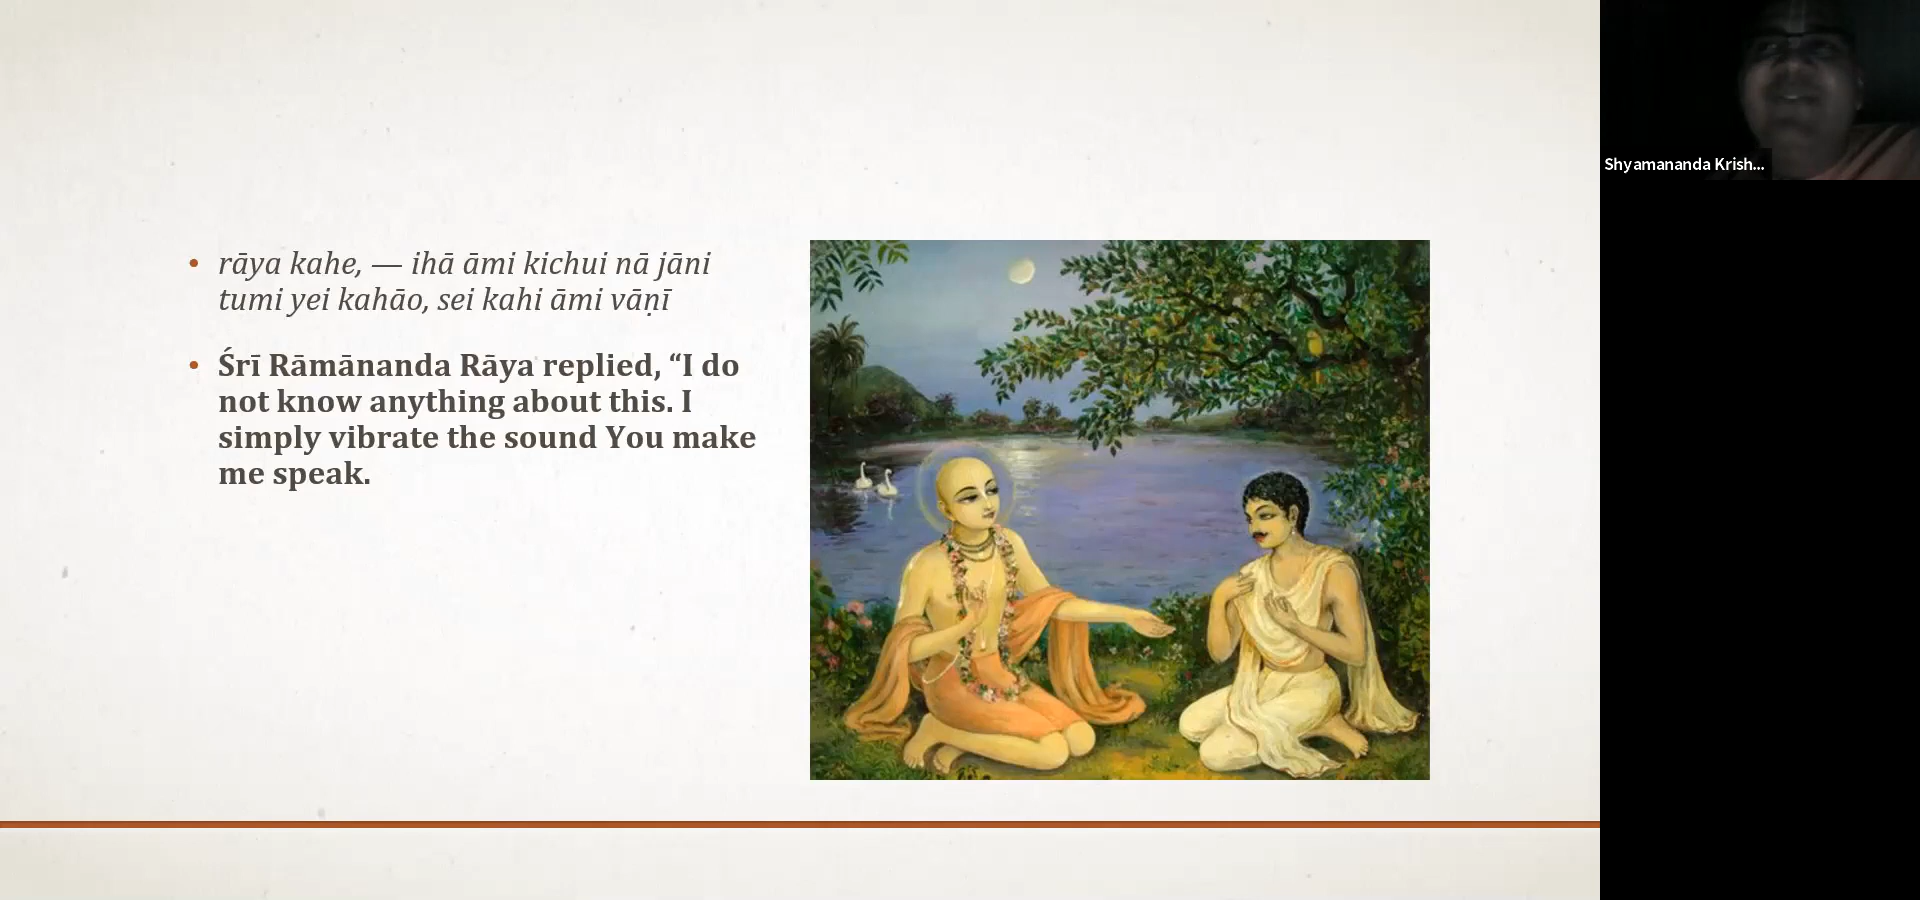 rāya kahe, — ihā āmi kichui nā jāni
tumi yei kahāo, sei kahi āmi vāṇī
Śrī Rāmānanda Rāya replied, “I do
not know anything about this. I
simply vibrate the sound You make
me speak.
Shyamananda Krish...